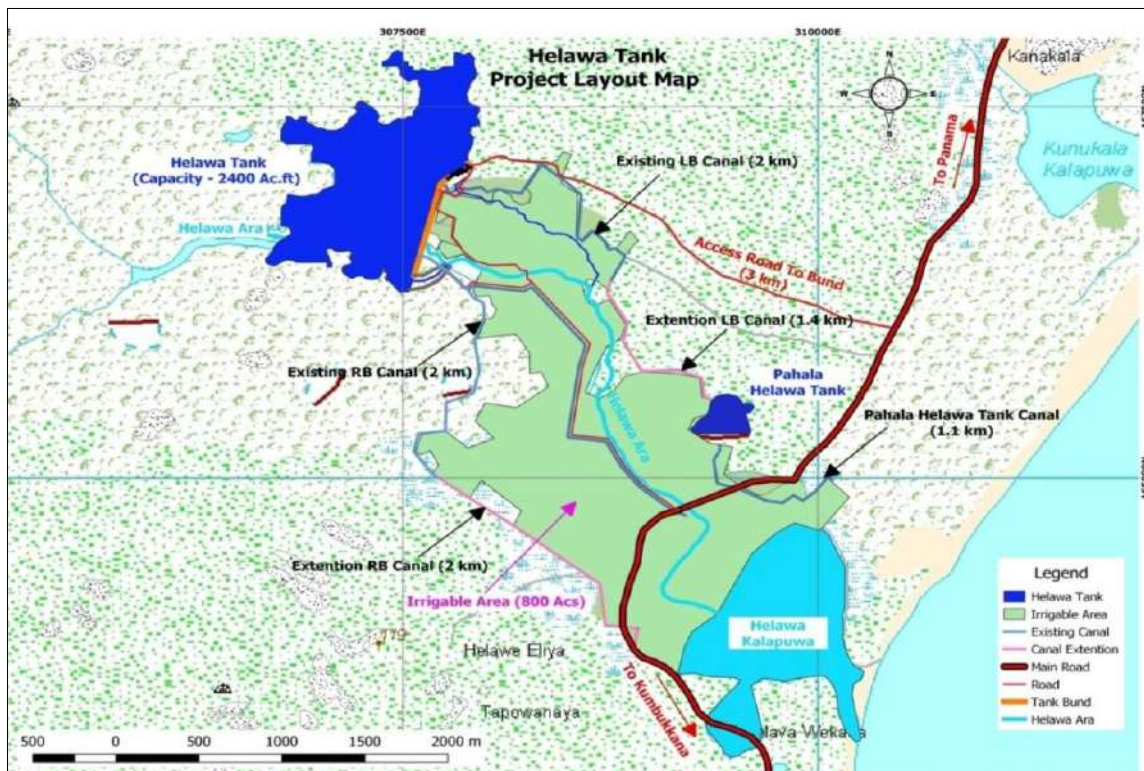 307500E
310000E
Helawa Tank
Project Layout Map
Kanakala
N
W
E
S
To Panama
Kunukala
Kalapuwa
Helawa Tank
(Capacity - 2400 Ac.ft)
Existing LB Canal (2 km)
Helawa Ara
Access Road To Bund
(3 km)
Extention LB Canal (1.4 km)
Existing RB Canal (2 km)
Pahala
Helawa Tank
Helawa Ara
Pahala Helawa Tank Canal
(1.1 km)
Extention RB Canal (2 km)
Irrigable Area (800 Acs)
Helawa Eliya
Tapowanaya
Helawa
Kalapuwa
To Kumbukkana
Legend
Helawa Tank
Irrigable Area
Existing Canal
Canal Extention
Main Road
Road
Tank Bund
Helawa Ara
500 0 500 1000 1500 2000 m